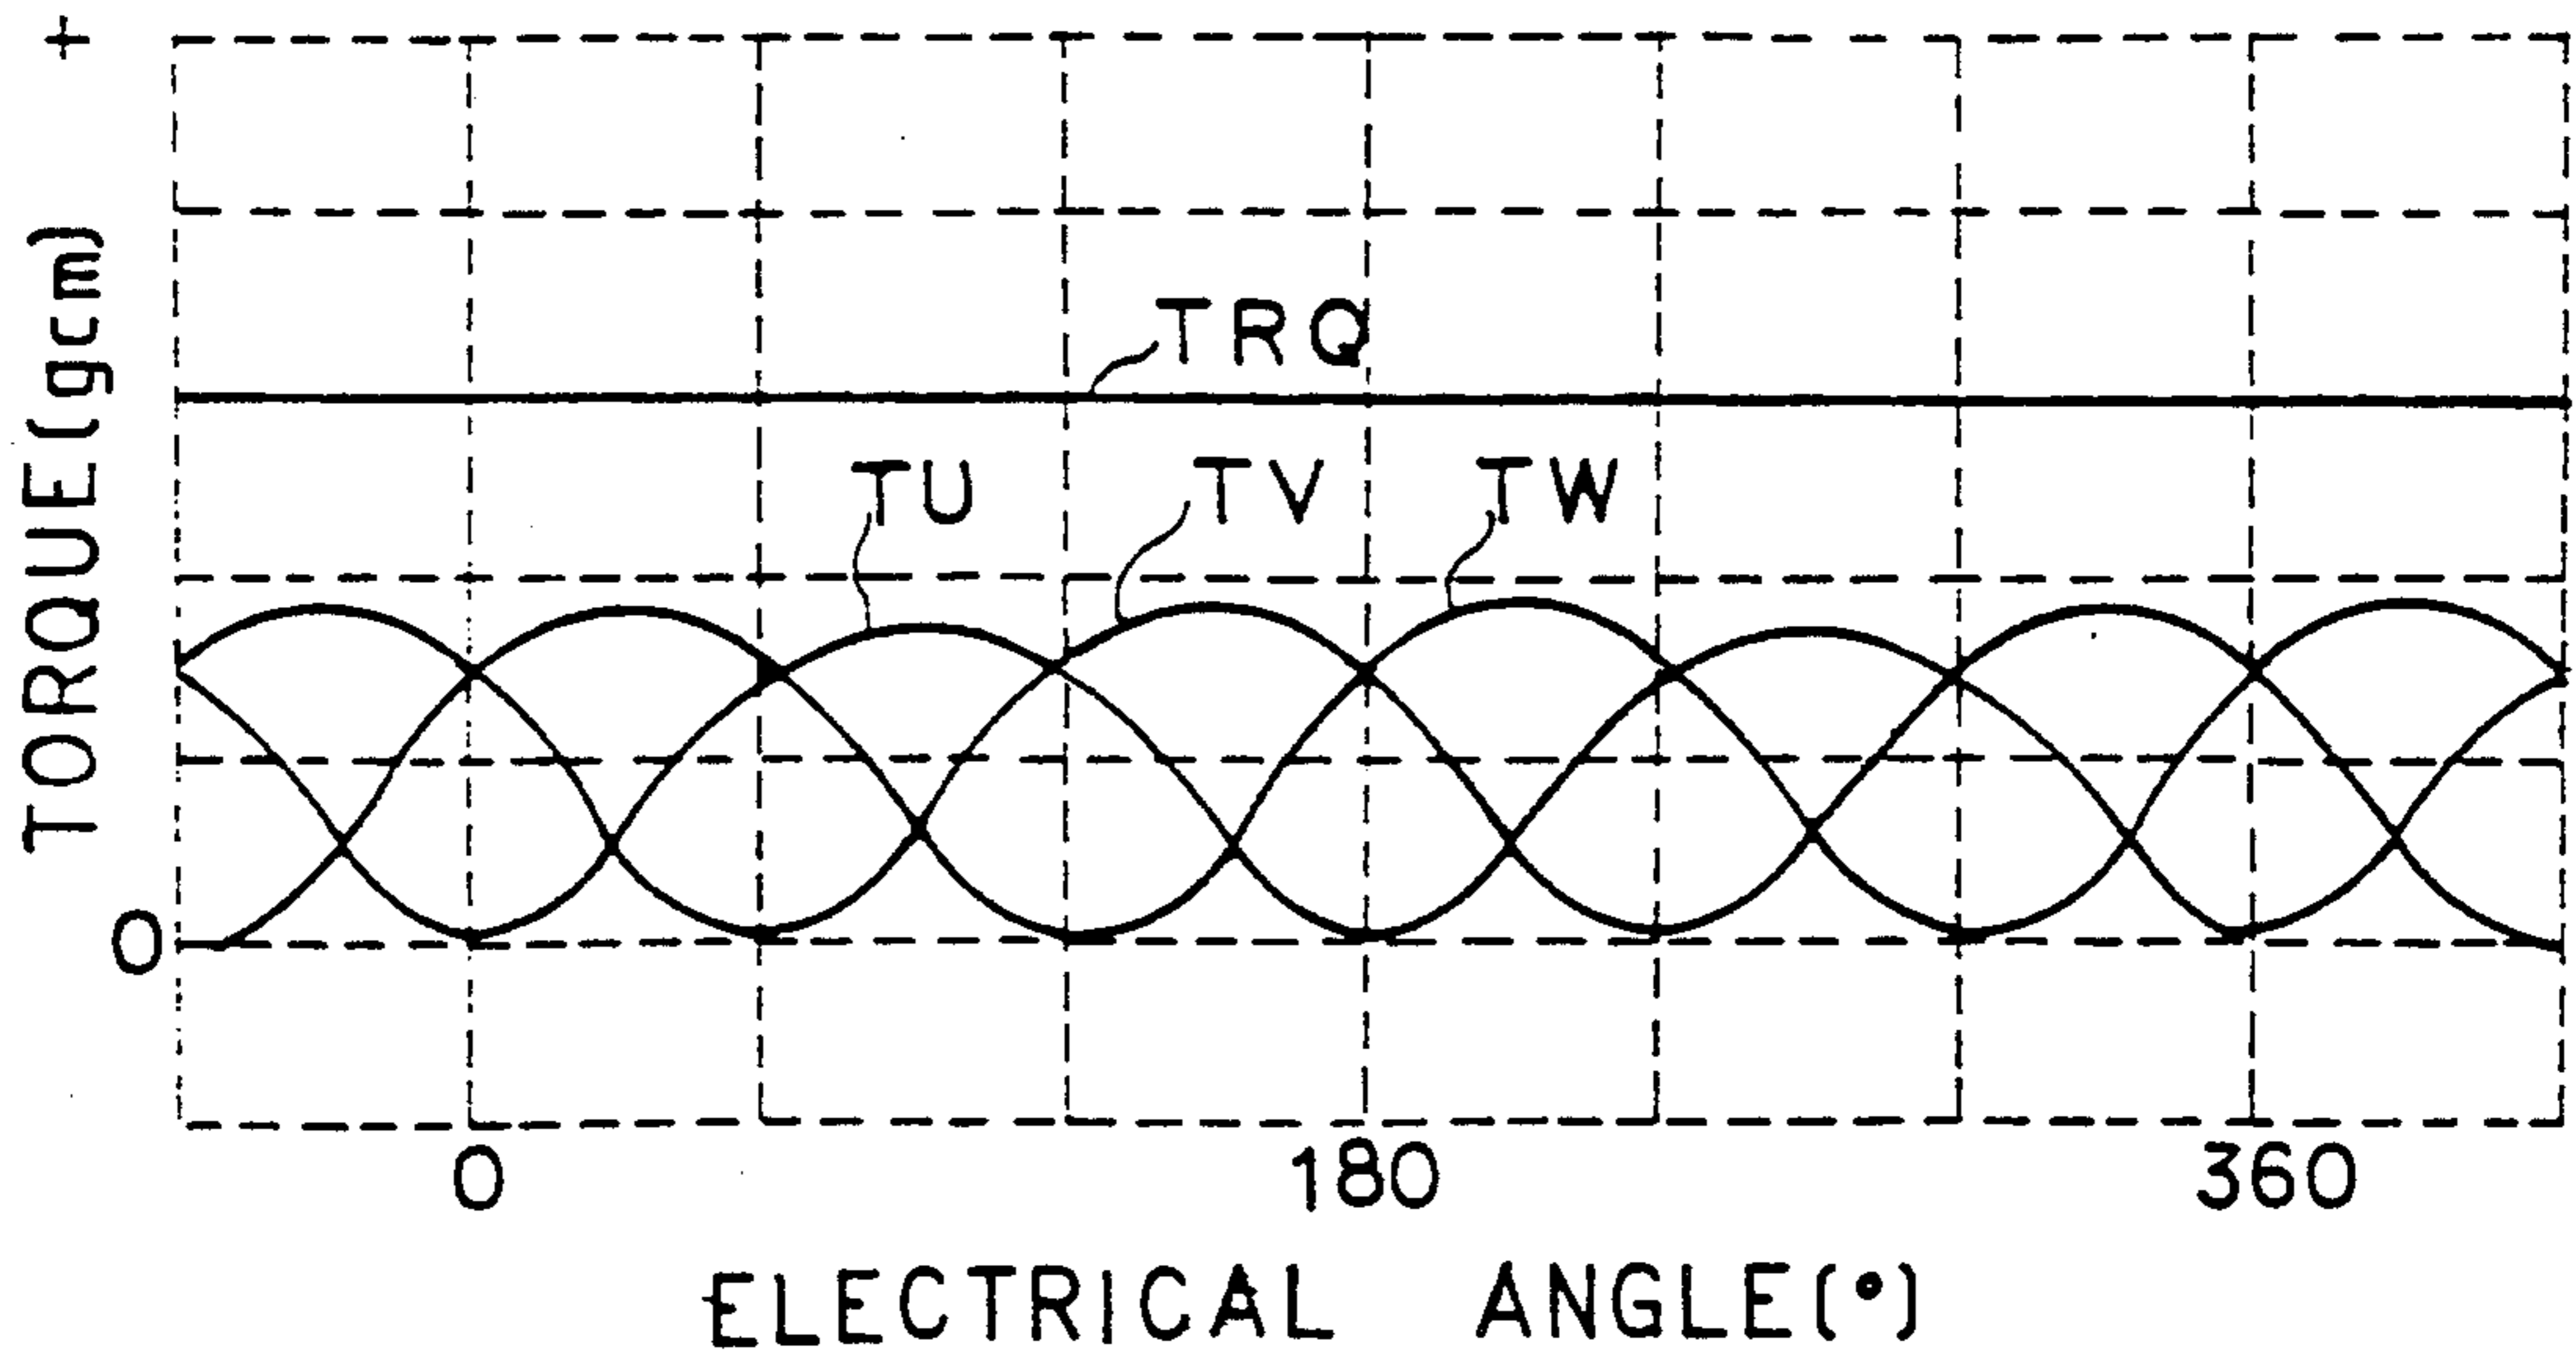 +
TORQUE(gcm)
TRQ
TU
TV
TW
0
0
180
360
ELECTRICAL ANGLE(°)